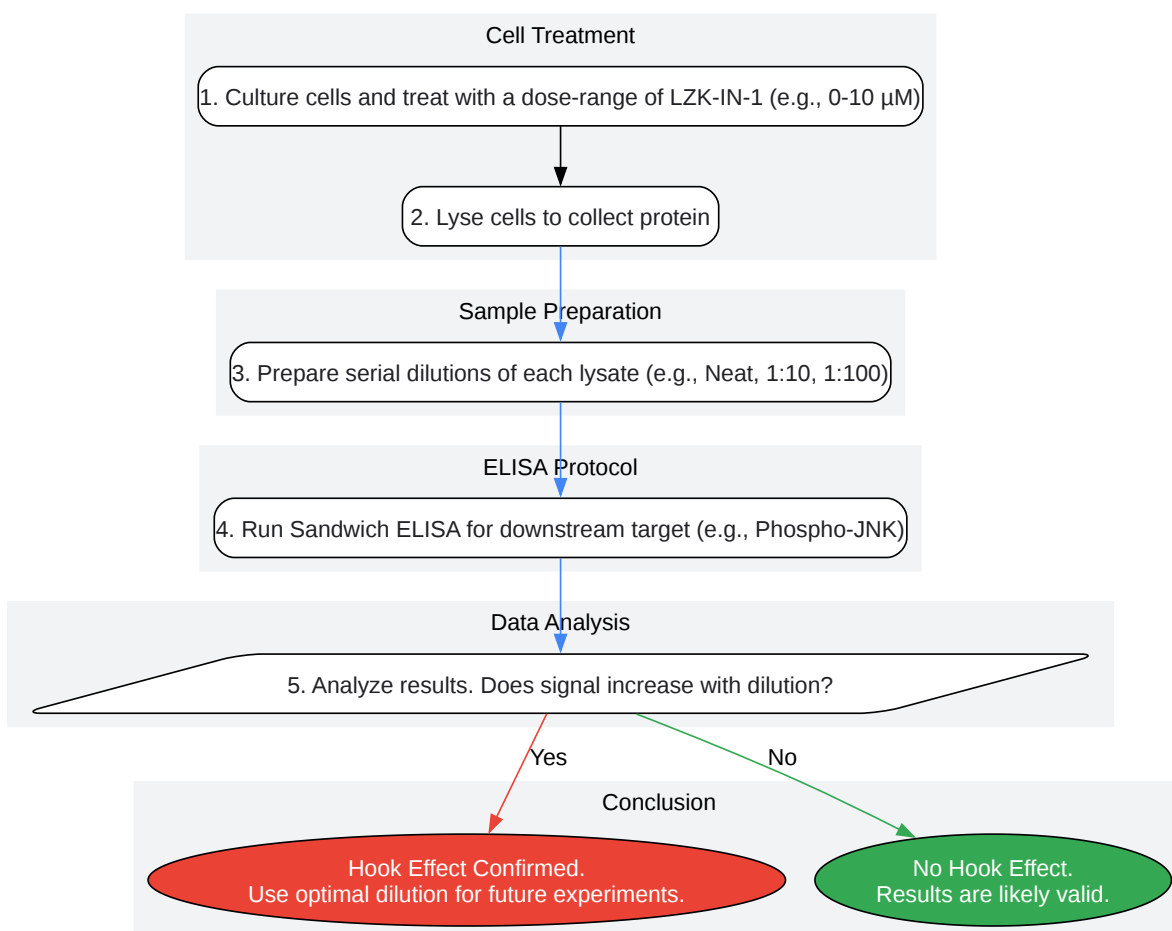 Cell Treatment
1. Culture cells and treat with a dose-range of LZK-IN-1 (e.g., 0-10 µM)
2. Lyse cells to collect protein
Sample Preparation
3. Prepare serial dilutions of each lysate (e.g., Neat, 1:10, 1:100)
ELISA Protocol
4. Run Sandwich ELISA for downstream target (e.g., Phospho-JNK)
Data Analysis
5. Analyze results. Does signal increase with dilution?
Yes
No
Conclusion
Hook Effect Confirmed.
Use optimal dilution for future experiments.
No Hook Effect.
Results are likely valid.